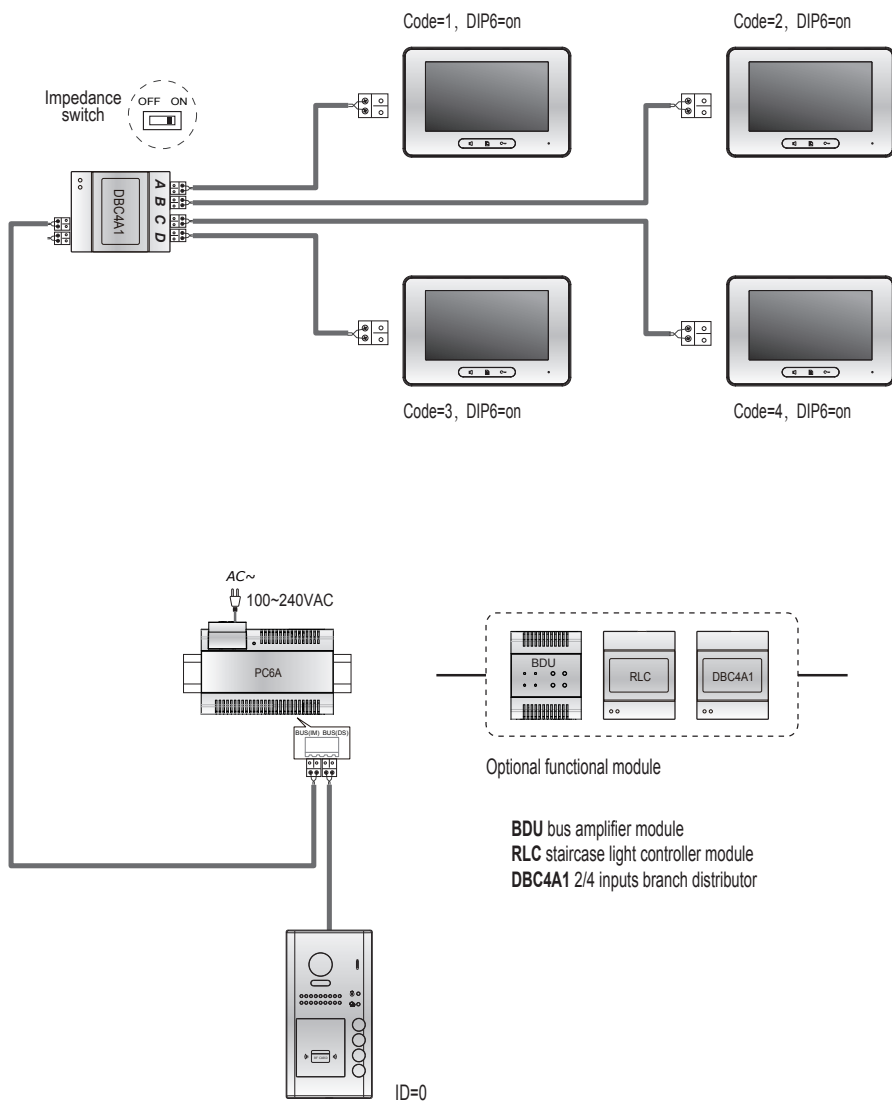 Code=1, DIP6=on
Code=2, DIP6=on
Impedance
switch
OFF ON
DBC4A1
A
B
C
D
Code=3, DIP6=on
Code=4, DIP6=on
AC~
100~240VAC
PC6A
BUS(IM) BUS(DS)
BDU
RLC
DBC4A1
Optional functional module
BDU bus amplifier module
RLC staircase light controller module
DBC4A1 2/4 inputs branch distributor
ID=0